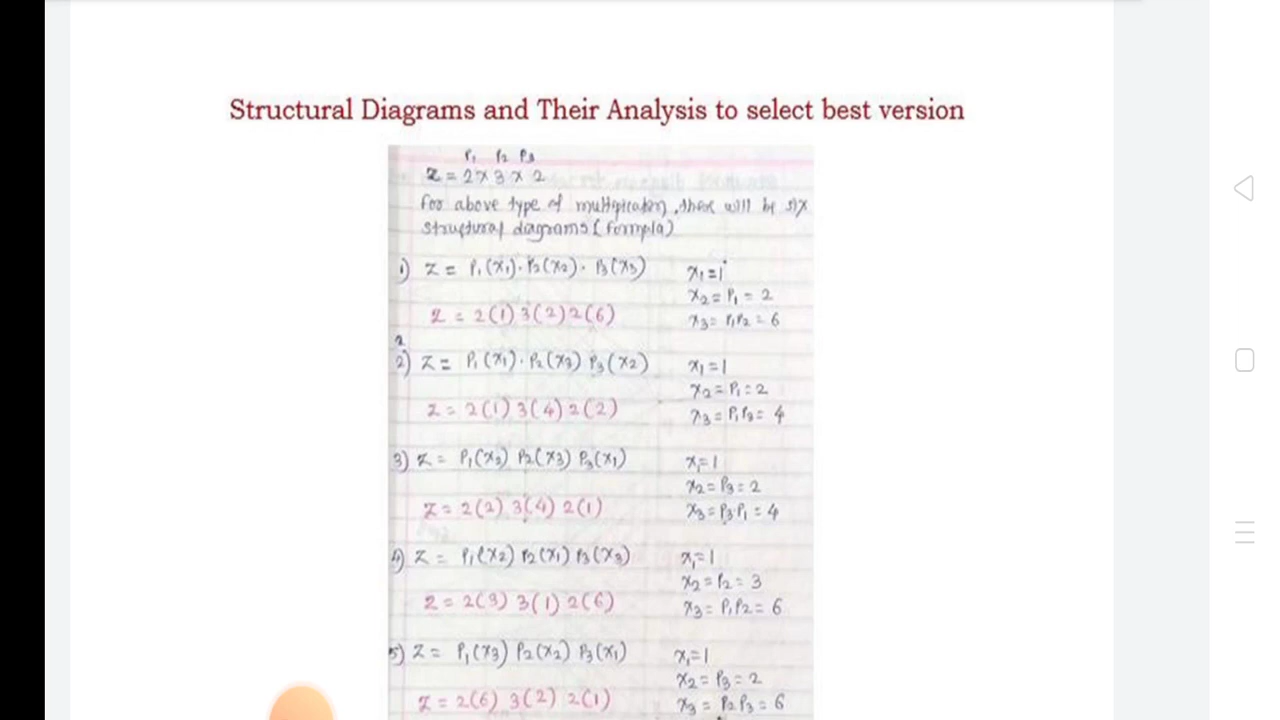 Structural Diagrams and Their Analysis to select best version
P1 P2 P3
Z = 2 x 3 x 2
For above type of multiplication, there will be six
structural diagrams (formula)
1) Z = P1(X1). P2(X2). P3(X3) X1 = 1
X2 = P1 = 2
Z = 2(1) 3(2) 2(6) X3 = P1P2 = 6
2
2) Z = P1(X1). P2(X3) P3(X2) X1 = 1
X2 = P1 = 2
Z = 2(1) 3(4) 2(2) X3 = P1P3 = 4
3) Z = P1(X2) P2(X3) P3(X1) X1 = 1
X2 = P3 = 2
Z = 2(2) 3(4) 2(1) X3 = P3.P1 = 4
4) Z = P1(X2) P2(X1) P3(X3) X1 = 1
X2 = P2 = 3
Z = 2(3) 3(1) 2(6) X3 = P1P2 = 6
5) Z = P1(X3) P2(X2) P3(X1) X1 = 1
X2 = P3 = 2
Z = 2(6) 3(2) 2(1) X3 = P2P3 = 6